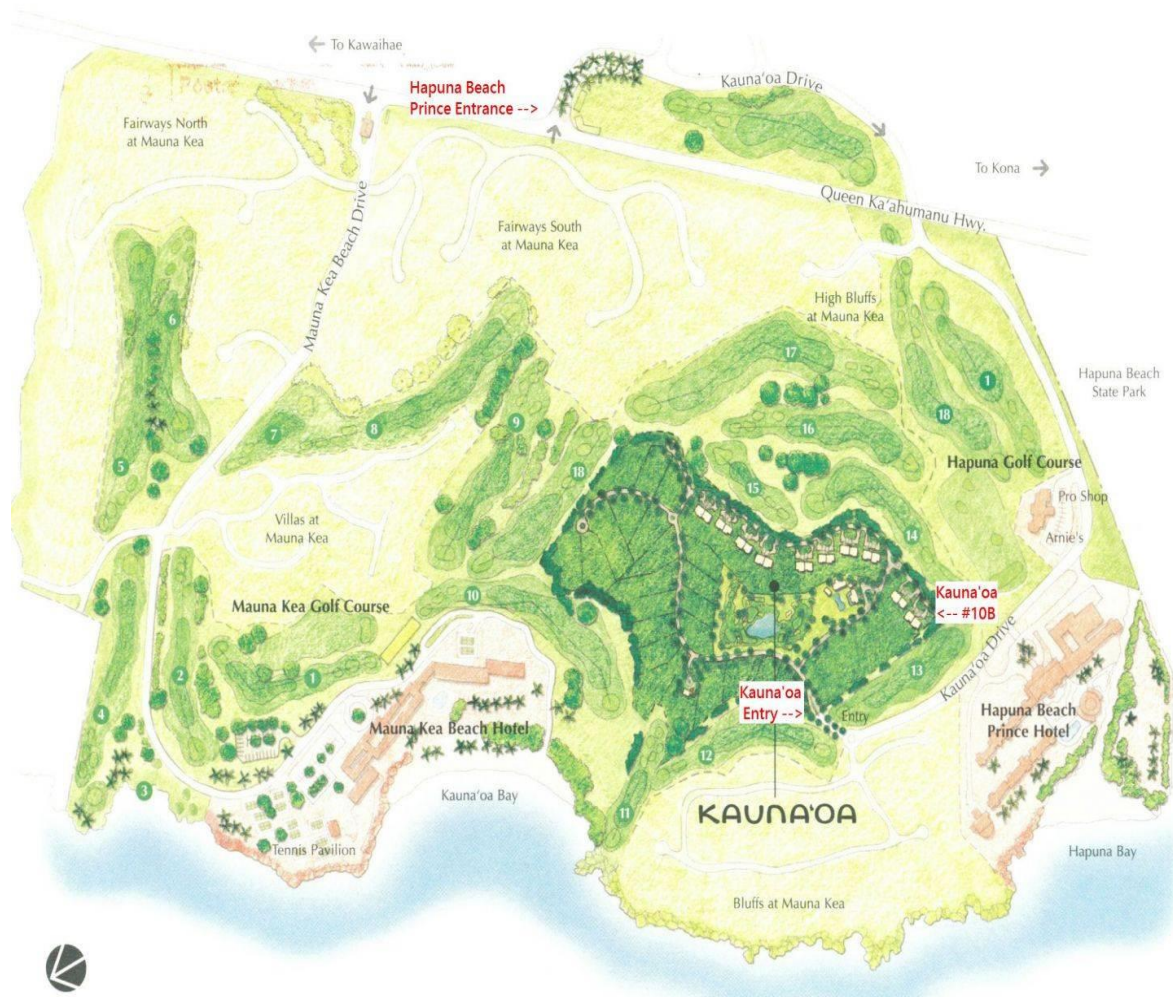 To Kawaihae
Hapuna Beach
Prince Entrance -->
Kauna'oa Drive
Fairways North
at Mauna Kea
To Kona
Queen Ka'ahumanu Hwy.
Mauna Kea Beach Drive
Fairways South
at Mauna Kea
High Bluffs
at Mauna Kea
6
17
1
Hapuna Beach
State Park
7
8
9
16
18
5
18
15
Hapuna Golf Course
Pro Shop
Villas at
Mauna Kea
14
Arnie's
10
Kauna'oa
<-- #10B
Mauna Kea Golf Course
2
1
13
Kauna'oa Drive
4
Kauna'oa
Entry -->
Entry
Mauna Kea Beach Hotel
Hapuna Beach
Prince Hotel
12
3
Kauna'oa Bay
11
KAUNA'OA
Tennis Pavilion
Hapuna Bay
Bluffs at Mauna Kea